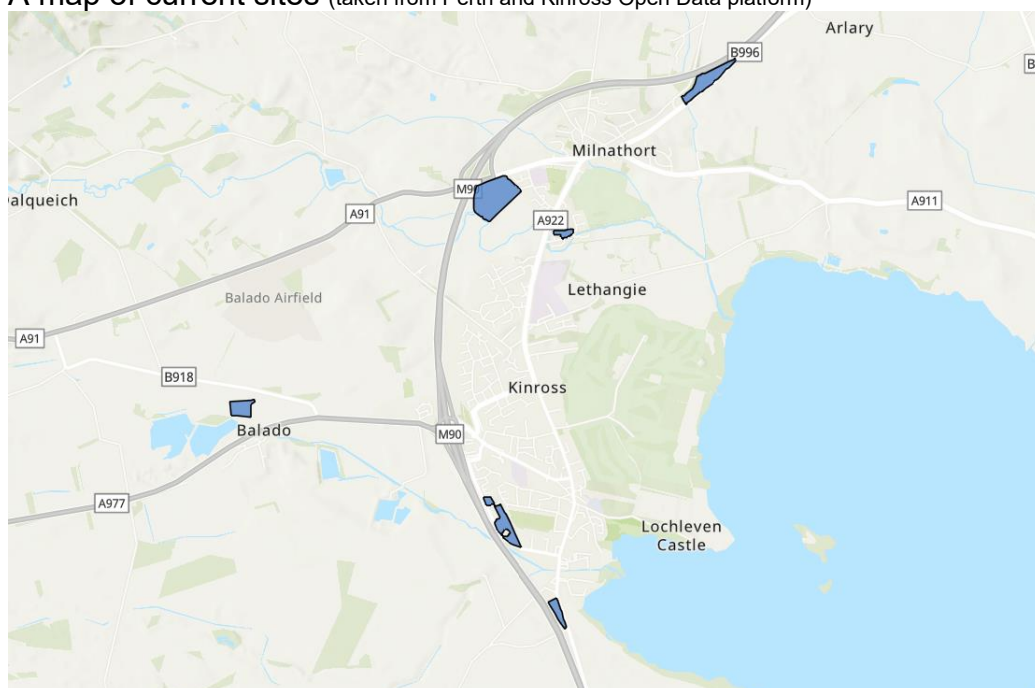 A map of current sites (taken from Perth and Kinross Open Data platform)
Arlary
B996
B
Milnathort
M90
alqueich
A91
A922
A911
Lethangie
Balado Airfield
A91
B918
Kinross
Balado
M90
A977
Lochleven
Castle